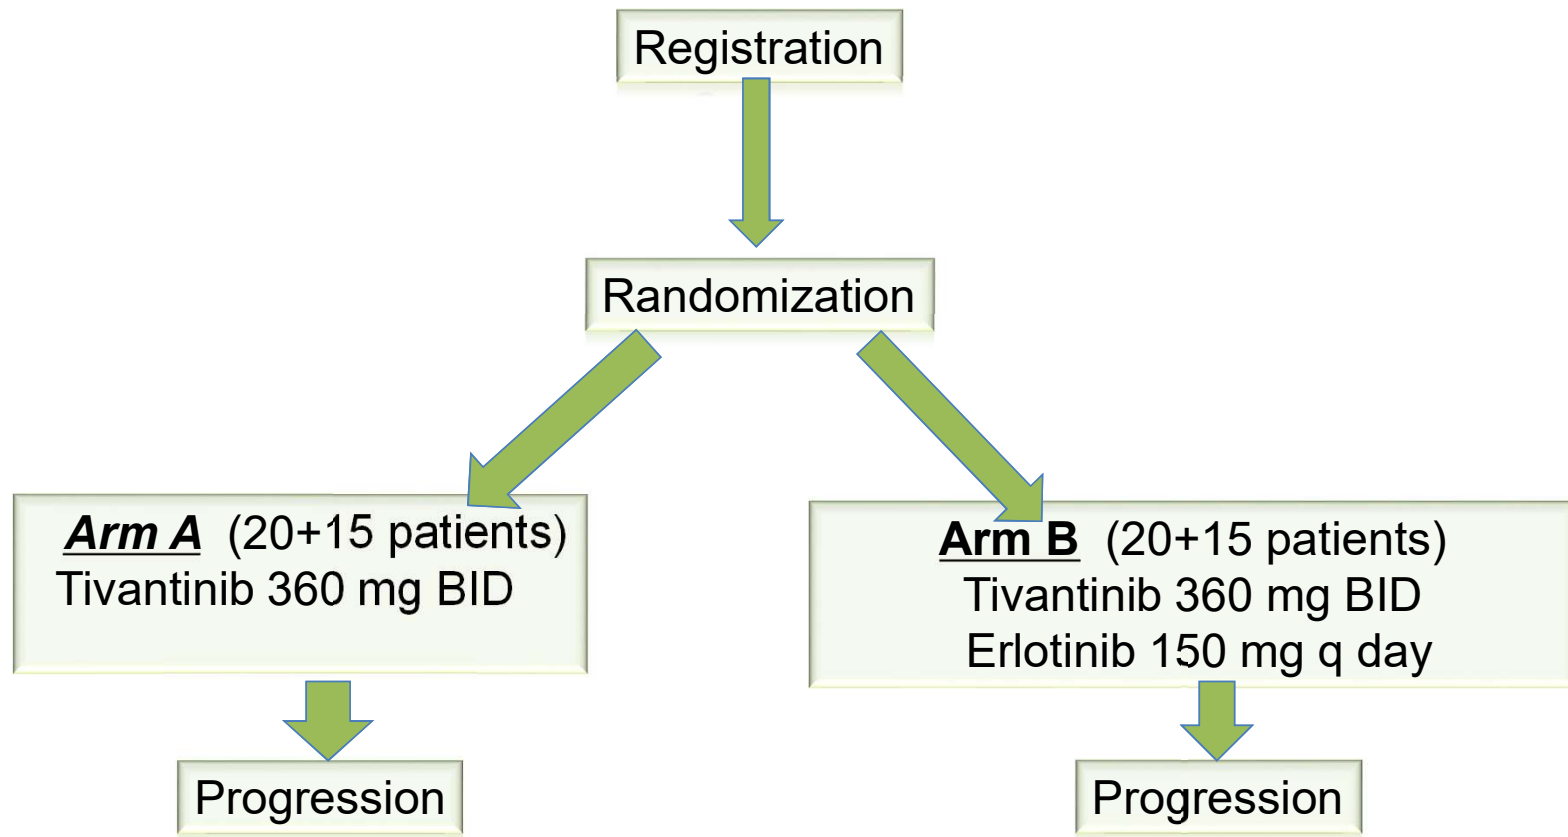 Registration
Randomization
Arm A (20+15 patients)
Tivantinib 360 mg BID
Arm B (20+15 patients)
Tivantinib 360 mg BID
Erlotinib 150 mg q day
Progression
Progression